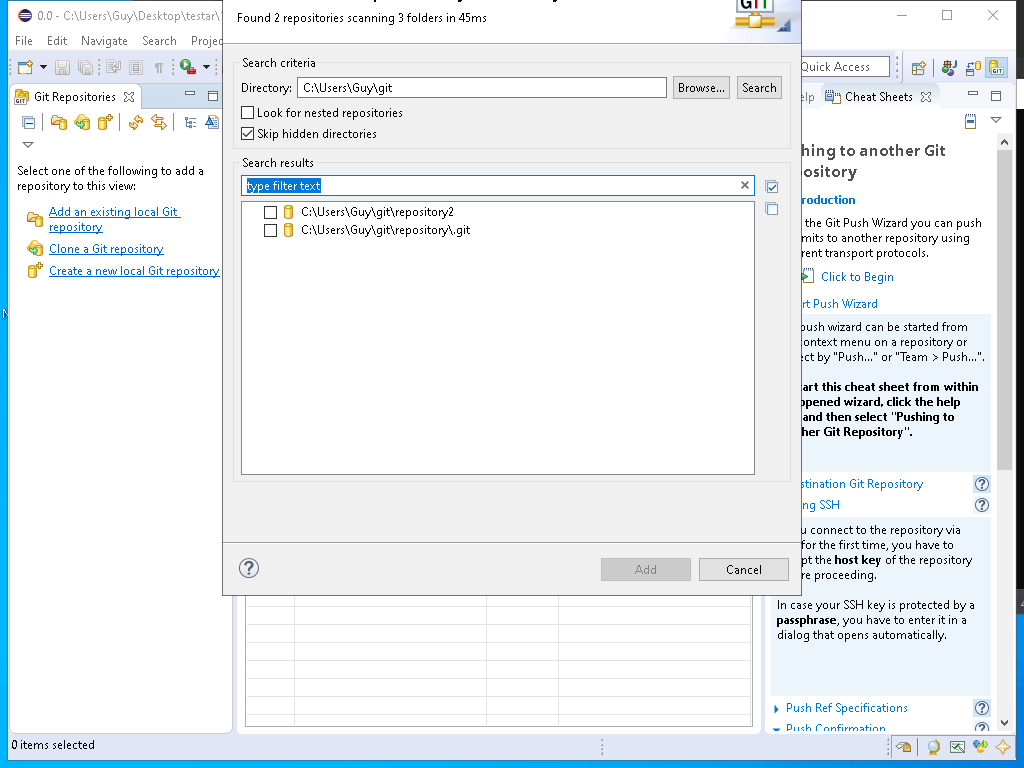 0.0 - C:\Users\Guy\Desktop\testar\
File Edit Navigate Search Projec
Quick Access
Git Repositories
Select one of the following to add a
repository to this view:
Add an existing local Git
repository
Clone a Git repository
Create a new local Git repository
0 items selected
Found 2 repositories scanning 3 folders in 45ms
GIT
Search criteria
Directory: C:\Users\Guy\git Browse... Search
Look for nested repositories
Skip hidden directories
Search results
type filter text
C:\Users\Guy\git\repository2
C:\Users\Guy\git\repository\.git
Add Cancel
Cheat Sheets
hing to another Git
ository
roduction
the Git Push Wizard you can push
mits to another repository using
rent transport protocols.
Click to Begin
rt Push Wizard
push wizard can be started from
context menu on a repository or
ect by "Push..." or "Team > Push...".
art this cheat sheet from within
opened wizard, click the help
and then select "Pushing to
her Git Repository".
stination Git Repository
ng SSH
u connect to the repository via
for the first time, you have to
pt the host key of the repository
re proceeding.
In case your SSH key is protected by a
passphrase, you have to enter it in a
dialog that opens automatically.
Push Ref Specifications
Push Confirmation